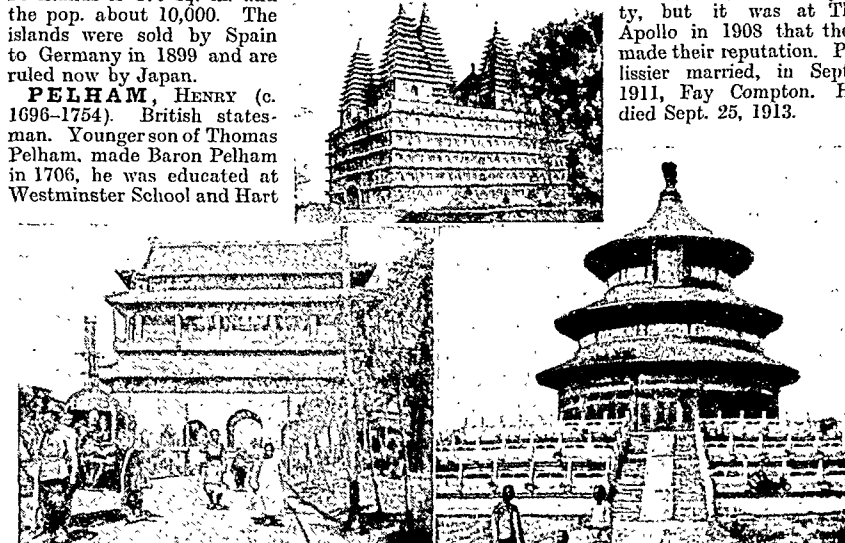 the pop. about 10,000. The
islands were sold by Spain
to Germany in 1899 and are
ruled now by Japan.
PELHAM, HENRY (c.
1696–1754). British states-
man. Younger son of Thomas
Pelham, made Baron Pelham
in 1706, he was educated at
Westminster School and Hart
ty, but it was at
Apollo in 1908 that
made their reputation.
lissier married, in
1911, Fay Compton.
died Sept. 25, 1913.